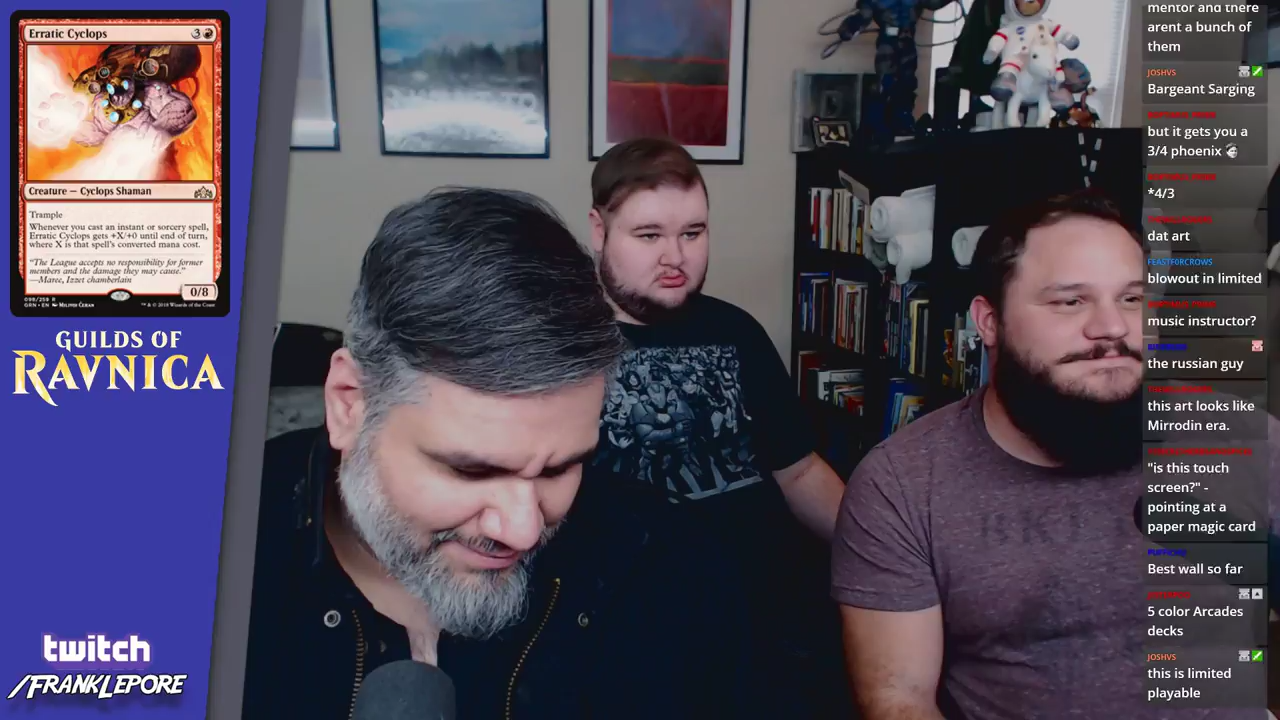 Erratic Cyclops
3
Creature — Cyclops Shaman
Trample
Whenever you cast an instant or sorcery spell,
Erratic Cyclops gets +X/+0 until end of turn,
where X is that spell's converted mana cost.
"The League accepts no responsibility for former
members and the damage they may cause."
—Maree, Izzet chamberlain
0/8
098/259 R
GRN • EN
GUILDS OF
RAVNICA
twitch
/FRANKLEPORE
mentor and there
arent a bunch of
them
JOSHVS
Bargeant Sarging
but it gets you a
3/4 phoenix
*4/3
dat art
FEASTFORCROWS
blowout in limited
music instructor?
the russian guy
this art looks like
Mirrodin era.
"is this touch
screen?" -
pointing at a
paper magic card
Best wall so far
5 color Arcades
decks
JOSHVS
this is limited
playable